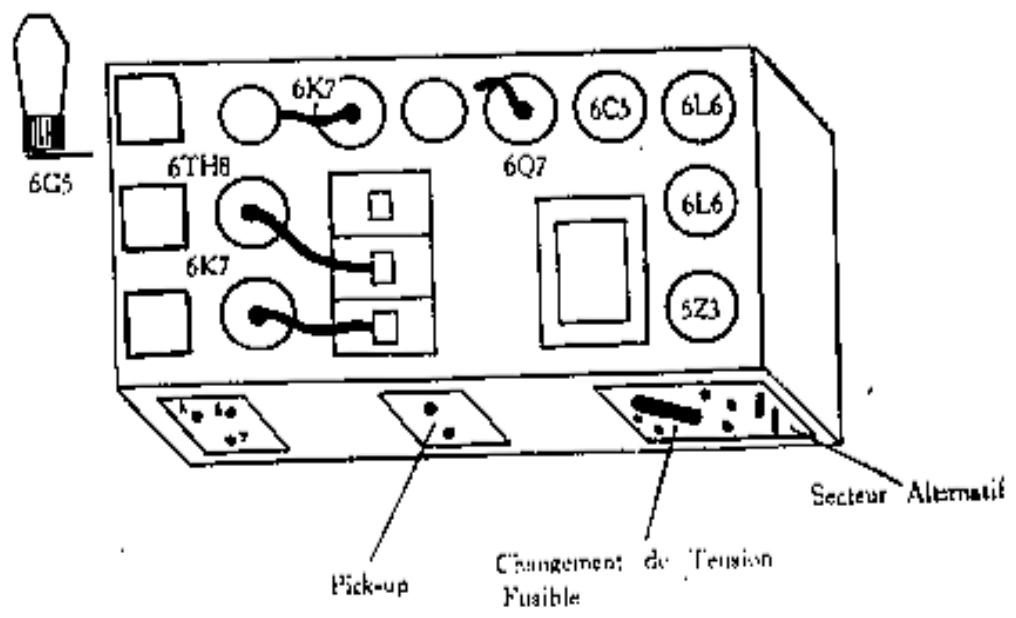 6K7
6C5
6L6
6G5
6TH8
6Q7
6L6
6K7
5Z3
Secteur Alternatif
Pick-up
Changement de Tension
Fusible